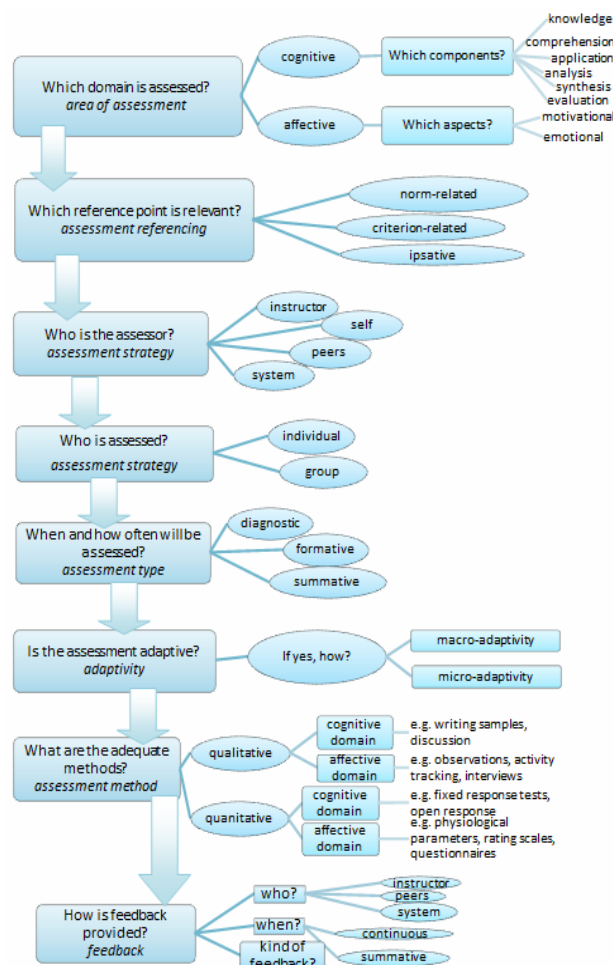 knowledge
comprehension
application
analysis
synthesis
evaluation
cognitive
Which components?
Which domain is assessed?
area of assessment
affective
Which aspects?
motivational
emotional
Which reference point is relevant?
assessment referencing
norm-related
criterion-related
ipsative
Who is the assessor?
assessment strategy
instructor
self
peers
system
Who is assessed?
assessment strategy
individual
group
When and how often will be
assessed?
assessment type
diagnostic
formative
summative
Is the assessment adaptive?
adaptivity
If yes, how?
macro-adaptivity
micro-adaptivity
What are the adequate
methods?
assessment method
qualitative
cognitive
domain
e.g. writing samples,
discussion
affective
domain
e.g. observations, activity
tracking, interviews
quanitative
cognitive
domain
e.g. fixed response tests,
open response
affective
domain
e.g. physiological
parameters, rating scales,
questionnaires
How is feedback
provided?
feedback
who?
instructor
peers
system
when?
continuous
summative
kind of
feedback?